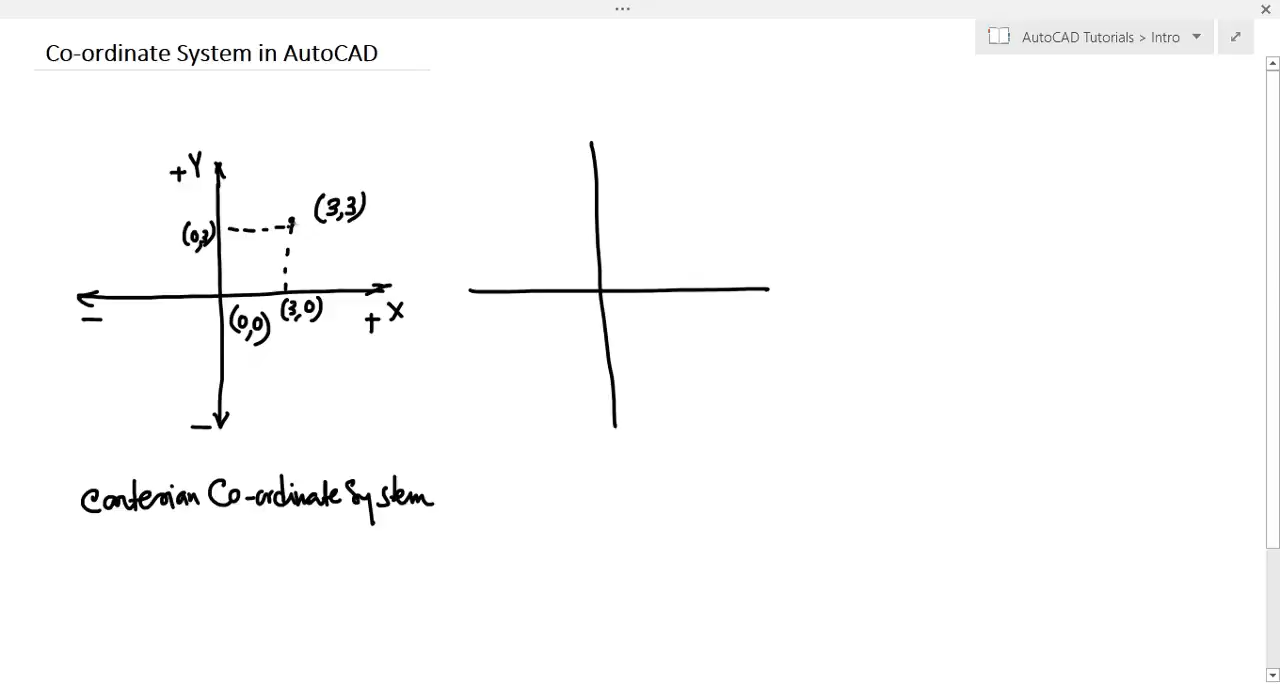 ...
AutoCAD Tutorials > Intro
Co-ordinate System in AutoCAD
+Y
(3,3)
(0,3)
(0,0)
(3,0)
+ X
–
–
Carterian Co-ordinate System